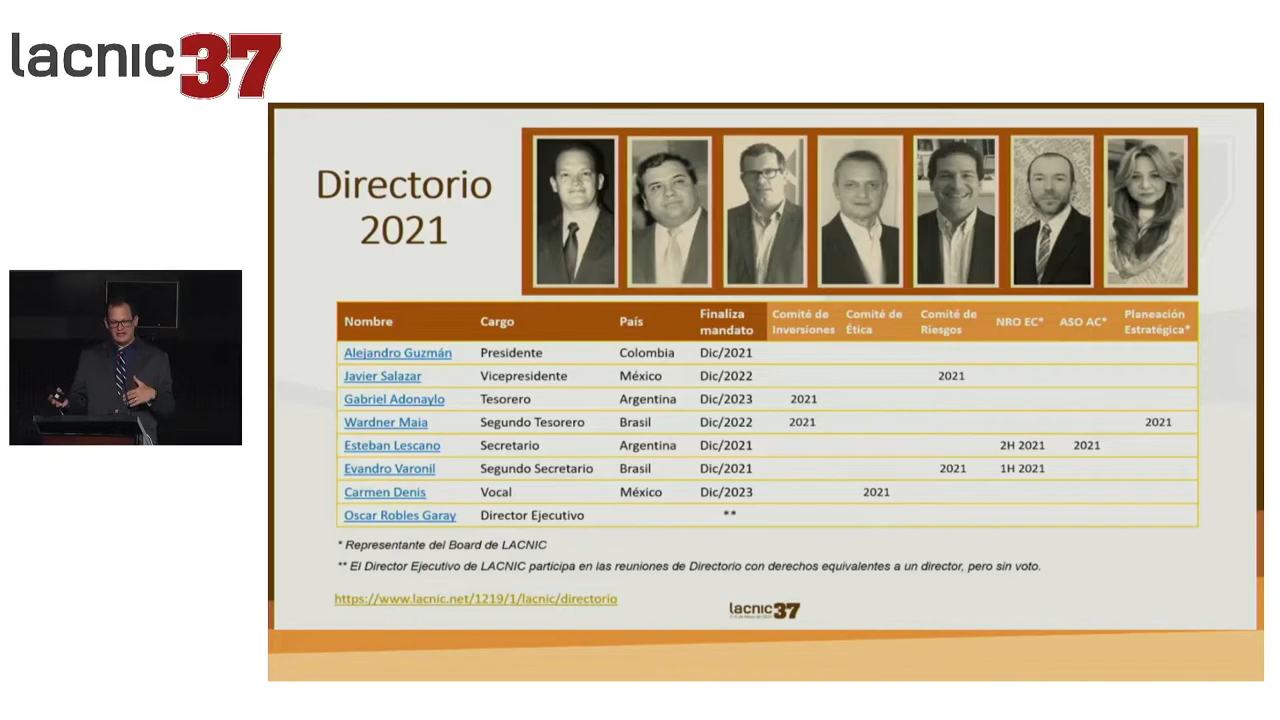 lacnic 37
Directorio
2021
Nombre Cargo País Finaliza mandato Comité de Inversiones Comité de Ética Comité de Riesgos NRO EC* ASO AC* Planeación Estratégica*
Alejandro Guzmán Presidente Colombia Dic/2021
Javier Salazar Vicepresidente México Dic/2022 2021
Gabriel Adonaylo Tesorero Argentina Dic/2023 2021
Wardner Maia Segundo Tesorero Brasil Dic/2022 2021 2021
Esteban Lescano Secretario Argentina Dic/2021 2H 2021 2021
Evandro Varonil Segundo Secretario Brasil Dic/2021 2021 1H 2021
Carmen Denis Vocal México Dic/2023 2021
Oscar Robles Garay Director Ejecutivo **
* Representante del Board de LACNIC
** El Director Ejecutivo de LACNIC participa en las reuniones de Directorio con derechos equivalentes a un director, pero sin voto.
https://www.lacnic.net/1219/1/lacnic/directorio
lacnic 37